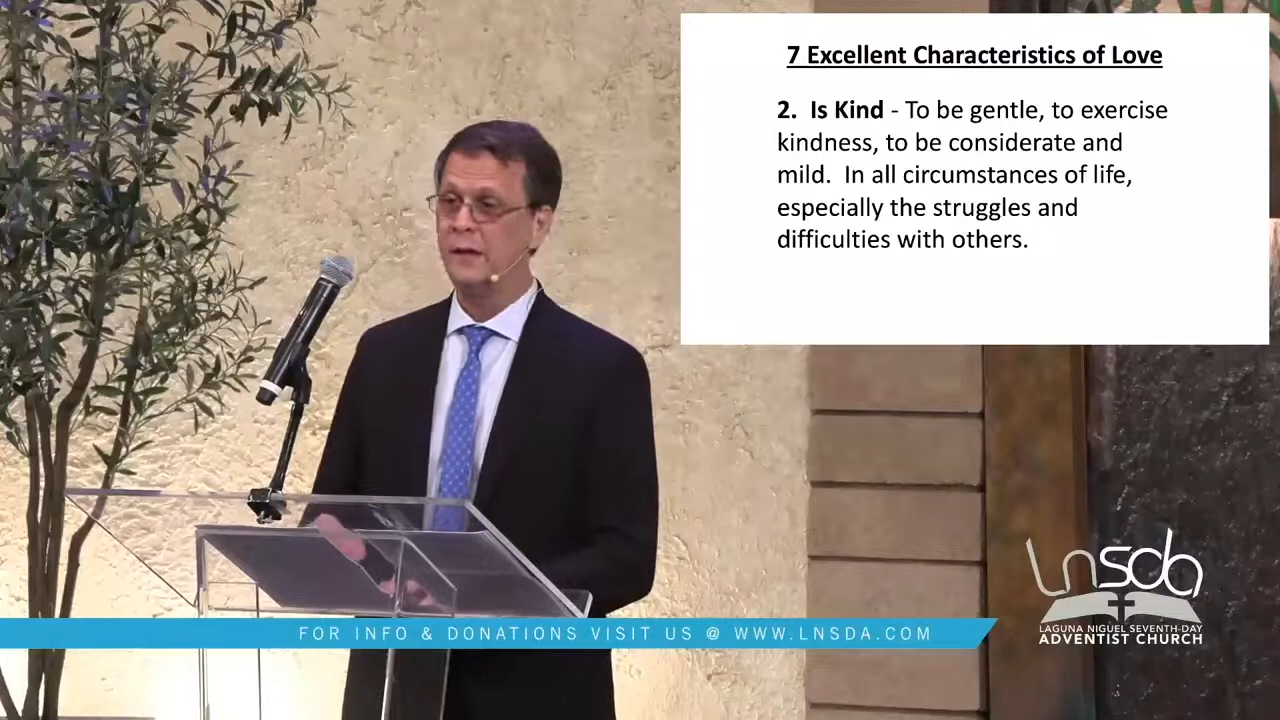 7 Excellent Characteristics of Love
2.  Is Kind - To be gentle, to exercise
kindness, to be considerate and
mild.  In all circumstances of life,
especially the struggles and
difficulties with others.
lnsda
LAGUNA NIGUEL SEVENTH-DAY
ADVENTIST CHURCH
FOR INFO & DONATIONS VISIT US @ WWW.LNSDA.COM